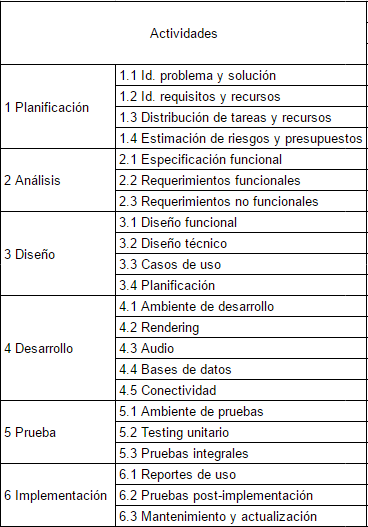 Actividades
1 Planificación
1.1 Id. problema y solución
1.2 Id. requisitos y recursos
1.3 Distribución de tareas y recursos
1.4 Estimación de riesgos y presupuestos
2 Análisis
2.1 Especificación funcional
2.2 Requerimientos funcionales
2.3 Requerimientos no funcionales
3 Diseño
3.1 Diseño funcional
3.2 Diseño técnico
3.3 Casos de uso
3.4 Planificación
4 Desarrollo
4.1 Ambiente de desarrollo
4.2 Rendering
4.3 Audio
4.4 Bases de datos
4.5 Conectividad
5 Prueba
5.1 Ambiente de pruebas
5.2 Testing unitario
5.3 Pruebas integrales
6 Implementación
6.1 Reportes de uso
6.2 Pruebas post-implementación
6.3 Mantenimiento y actualización